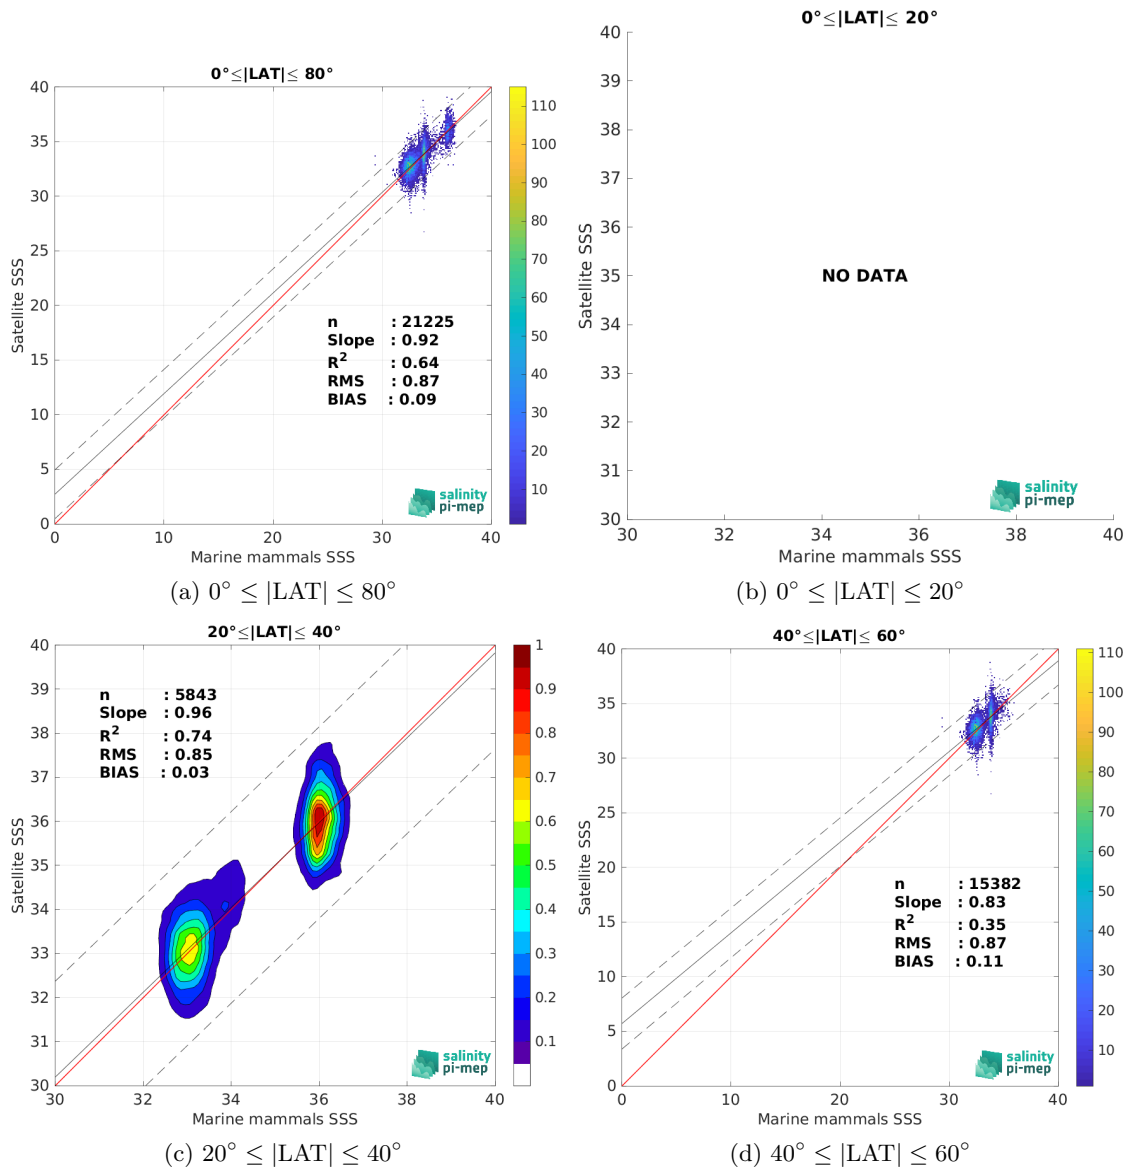 0°≤|LAT|≤ 80°
40
35
30
25
20
15
10
5
0
Satellite SSS
0
10
20
30
40
Marine mammals SSS
n : 21225
Slope : 0.92
R2 : 0.64
RMS : 0.87
BIAS : 0.09
salinity
pi-mep
110
100
90
80
70
60
50
40
30
20
10
(a) 0° ≤ |LAT| ≤ 80°
0°≤|LAT|≤ 20°
40
39
38
37
36
35
34
33
32
31
30
Satellite SSS
NO DATA
30
32
34
36
38
40
Marine mammals SSS
salinity
pi-mep
(b) 0° ≤ |LAT| ≤ 20°
20°≤|LAT|≤ 40°
40
39
38
37
36
35
34
33
32
31
30
Satellite SSS
n : 5843
Slope : 0.96
R2 : 0.74
RMS : 0.85
BIAS : 0.03
30
32
34
36
38
40
Marine mammals SSS
salinity
pi-mep
1
0.9
0.8
0.7
0.6
0.5
0.4
0.3
0.2
0.1
(c) 20° ≤ |LAT| ≤ 40°
40°≤|LAT|≤ 60°
40
35
30
25
20
15
10
5
0
Satellite SSS
n : 15382
Slope : 0.83
R2 : 0.35
RMS : 0.87
BIAS : 0.11
0
10
20
30
40
Marine mammals SSS
salinity
pi-mep
110
100
90
80
70
60
50
40
30
20
10
(d) 40° ≤ |LAT| ≤ 60°